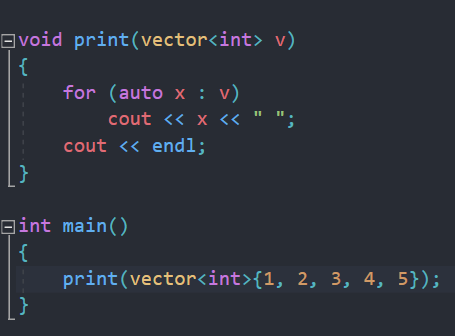 void print(vector<int> v)
{
    for (auto x : v)
        cout << x << " ";
    cout << endl;
}
int main()
{
    print(vector<int>{1, 2, 3, 4, 5});
}